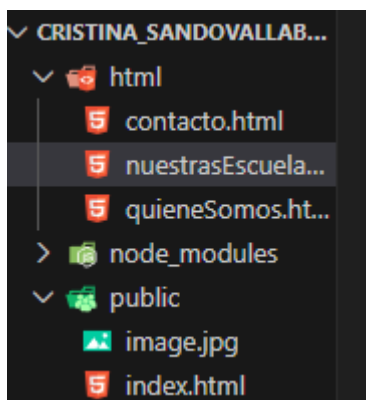 CRISTINA_SANDOVALLAB...
html
contacto.html
nuestrasEscuela...
quieneSomos.ht...
node_modules
public
image.jpg
index.html